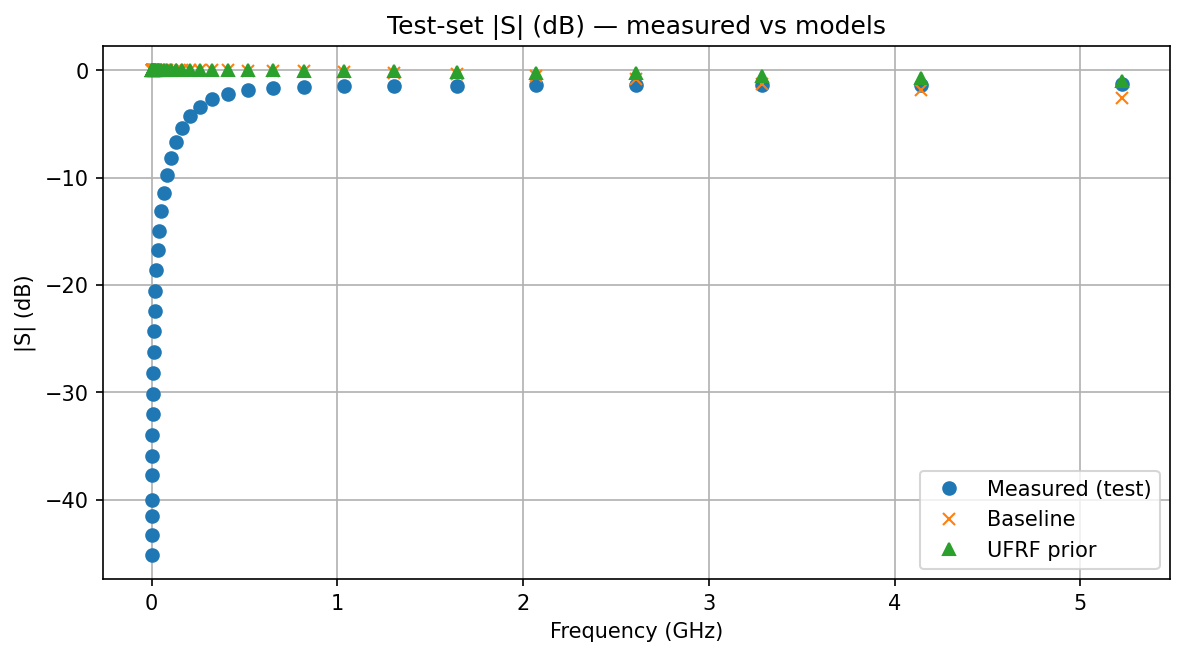 Test-set |S| (dB) — measured vs models
0
−10
−20
−30
−40
|S| (dB)
0
1
2
3
4
5
Frequency (GHz)
Measured (test)
Baseline
UFRF prior